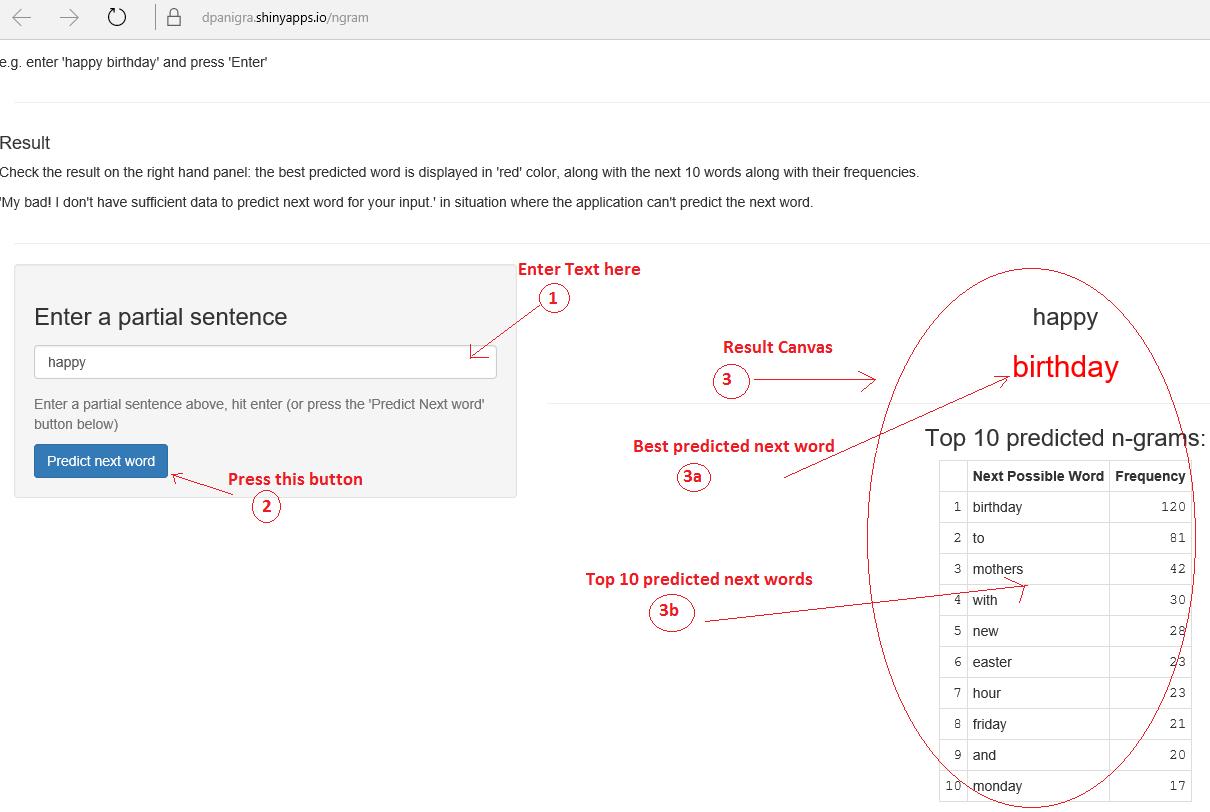 dpanigra.shinyapps.io/ngram
e.g. enter 'happy birthday' and press 'Enter'
Result
Check the result on the right hand panel: the best predicted word is displayed in 'red' color, along with the next 10 words along with their frequencies.
'My bad! I don't have sufficient data to predict next word for your input.' in situation where the application can't predict the next word.
Enter Text here
1
Enter a partial sentence
happy
Enter a partial sentence above, hit enter (or press the 'Predict Next word'
button below)
Predict next word
Press this button
2
Result Canvas
3
happy
birthday
Best predicted next word
3a
Top 10 predicted next words
3b
Top 10 predicted n-grams:
Next Possible Word Frequency
1 birthday 120
2 to 81
3 mothers 42
4 with 30
5 new 28
6 easter 23
7 hour 23
8 friday 21
9 and 20
10 monday 17